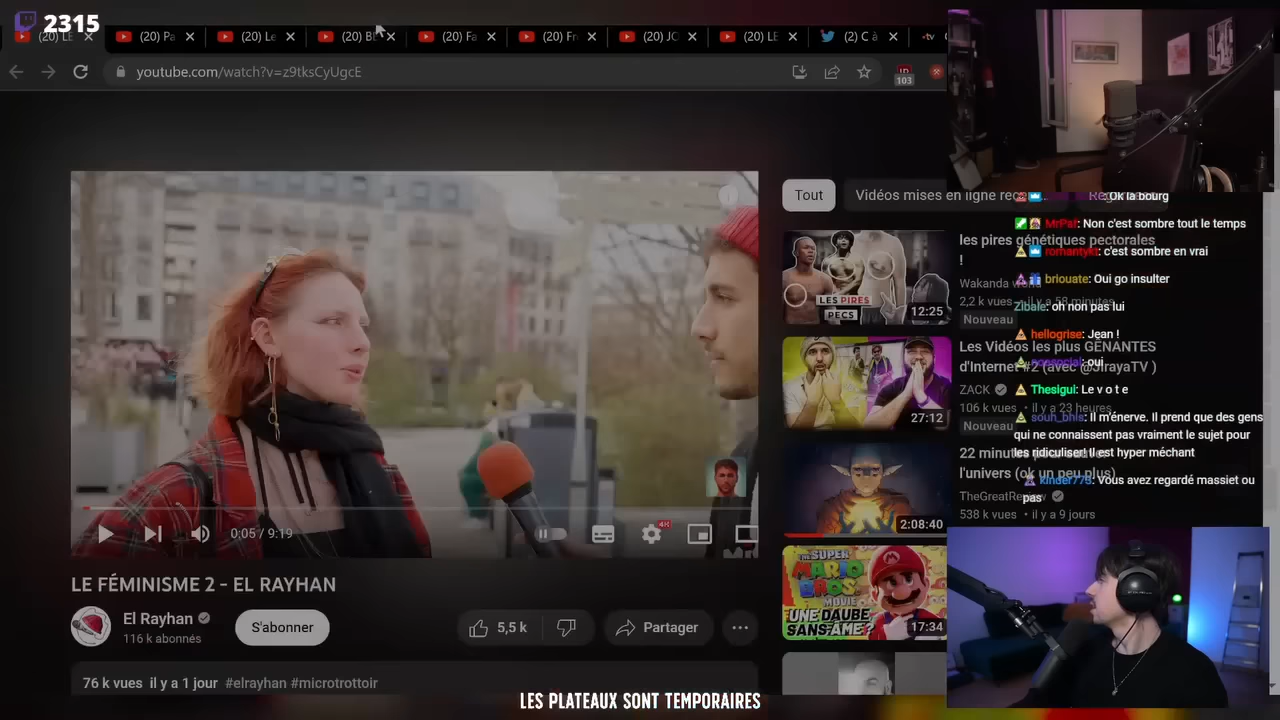 2315
(20) LE
(20) Pa
(20) Le
(20)
(20) Fa
(20) Fr
(20) JC
(20) LE
(2) C à
youtube.com/watch?v=z9tksCyUgcE
103
Tout
Vidéos mises en ligne rec
LES PIRES
PECS
12:25
les pires génétiques pectorales
!
Wakanda
2,2 k vues • il y a 58 minutes
Nouveau
27:12
Les Vidéos les plus GÊNANTES
d'Internet #2 (avec @JirayaTV )
ZACK
106 k vues • il y a 23 heures
Nouveau
2:08:40
22 minu
l'univers (ok un peu plus)
538 k vues • il y a 9 jours
SUPER
MARIO
BROS
MOVIE
UNE DAUBE
SANS ÂME?
17:34
: Ok la bourg
MrPaf: Non c'est sombre tout le temps
romantykt: c'est sombre en vrai
briouate: Oui go insulter
Zibale: oh non pas lui
hellogrise: Jean !
: oui
Thesigui: L e v o t e
souh_bhis: Il m'énerve. Il prend que des gens
qui ne connaissent pas vraiment le sujet pour
les ridiculiser il est hyper méchant
kinder773: Vous avez regardé massiet ou
pas
0:05 / 9:19
4K
LE FÉMINISME 2 - EL RAYHAN
El Rayhan
116 k abonnés
S'abonner
5,5 k
Partager
76 k vues il y a 1 jour #elrayhan #microtrottoir
LES PLATEAUX SONT TEMPORAIRES